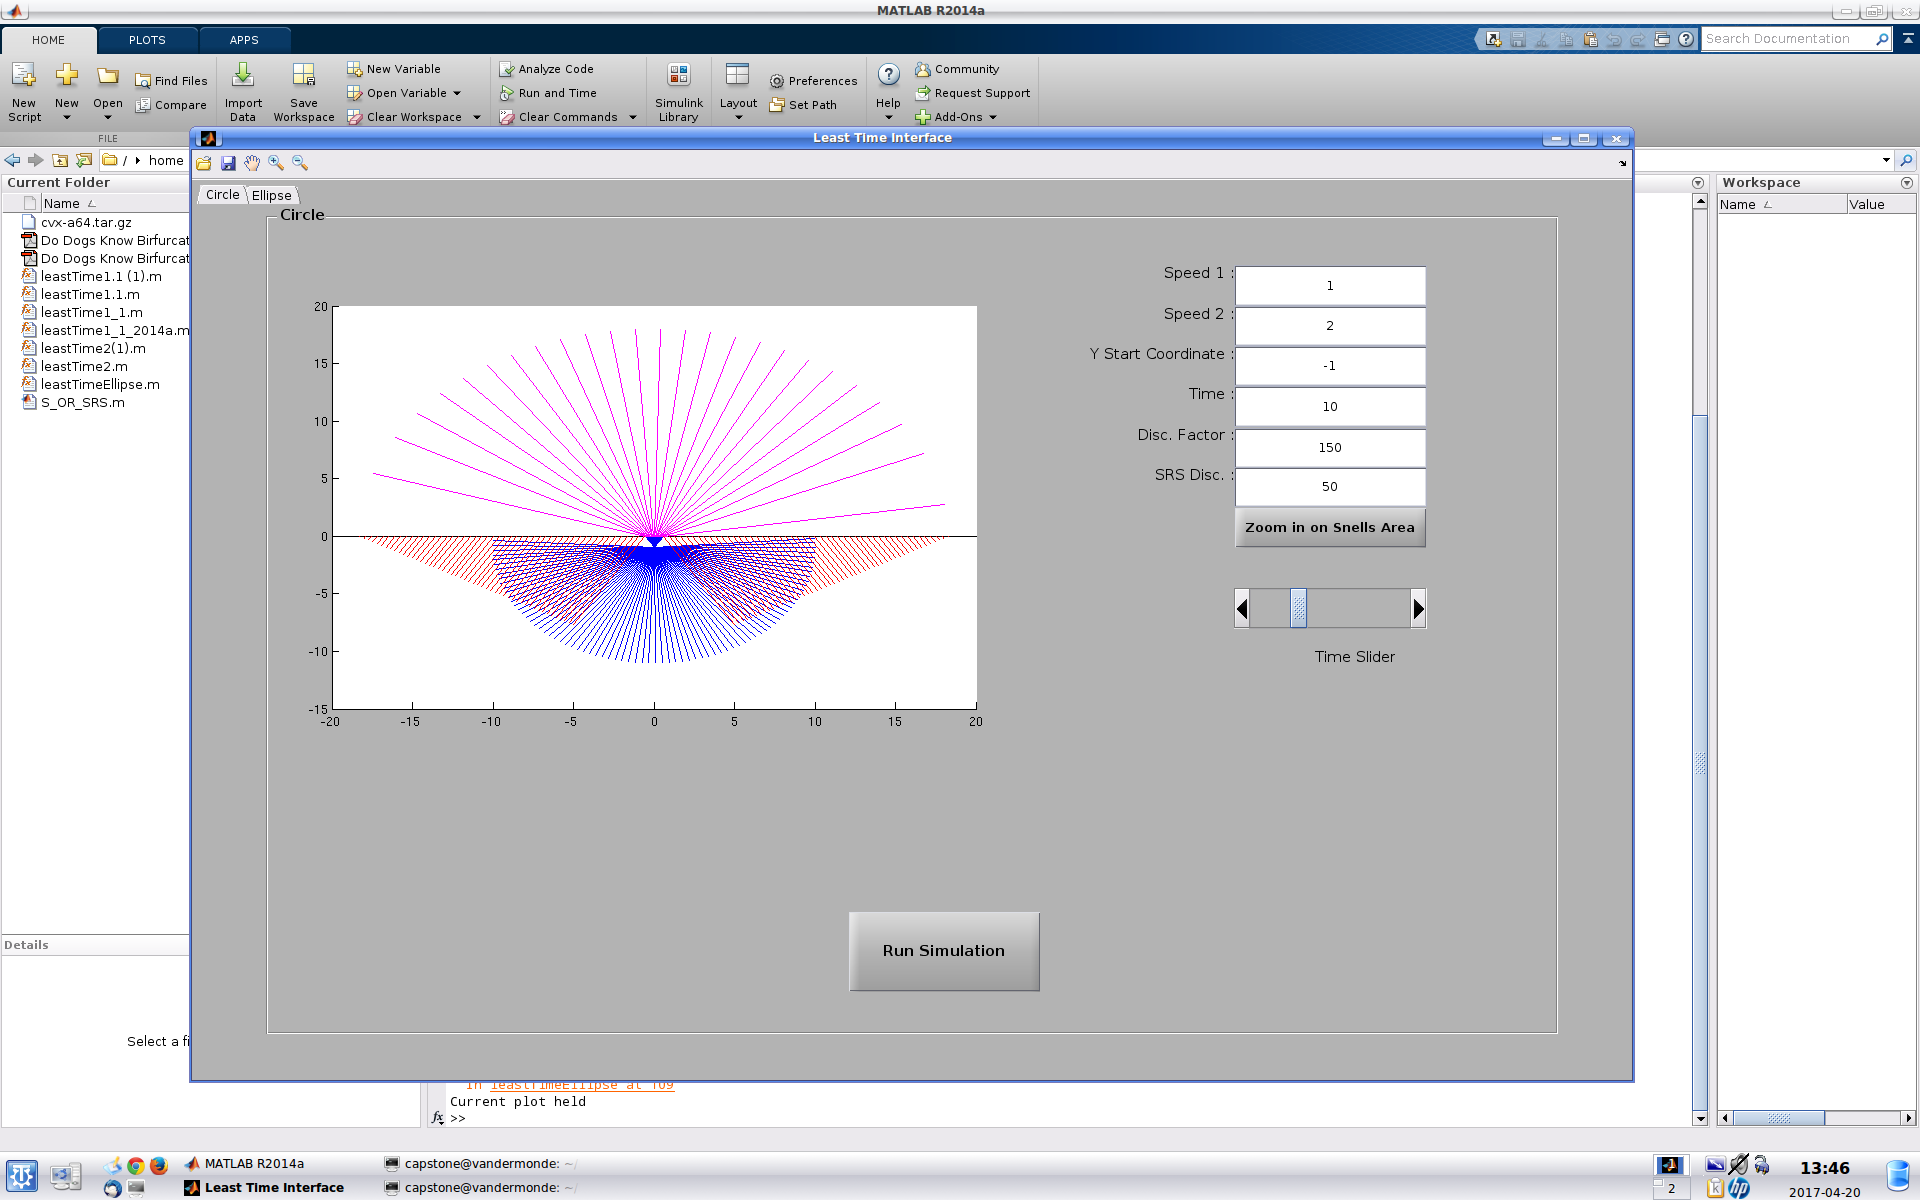 MATLAB R2014a
HOME PLOTS APPS
Search Documentation
New Script
New
Open
Find Files
Compare
Import Data
Save Workspace
New Variable
Open Variable
Clear Workspace
Analyze Code
Run and Time
Clear Commands
Simulink Library
Layout
Preferences
Set Path
Help
Community
Request Support
Add-Ons
FILE
Least Time Interface
/ home
Current Folder
Name
cvx-a64.tar.gz
Do Dogs Know Birfurcat
Do Dogs Know Birfurcat
leastTime1.1 (1).m
leastTime1.1.m
leastTime1_1.m
leastTime1_1_2014a.m
leastTime2(1).m
leastTime2.m
leastTimeEllipse.m
S_OR_SRS.m
Details
Select a fi
Circle Ellipse
Circle
20
15
10
5
0
-5
-10
-15
-20 -15 -10 -5 0 5 10 15 20
Speed 1 : 1
Speed 2 : 2
Y Start Coordinate : -1
Time : 10
Disc. Factor : 150
SRS Disc. : 50
Zoom in on Snells Area
Time Slider
Run Simulation
Workspace
Name Value
In leastTimeEllipse at 109
Current plot held
fx >>
MATLAB R2014a
Least Time Interface
capstone@vandermonde: ~
capstone@vandermonde: ~
2
13:46
2017-04-20